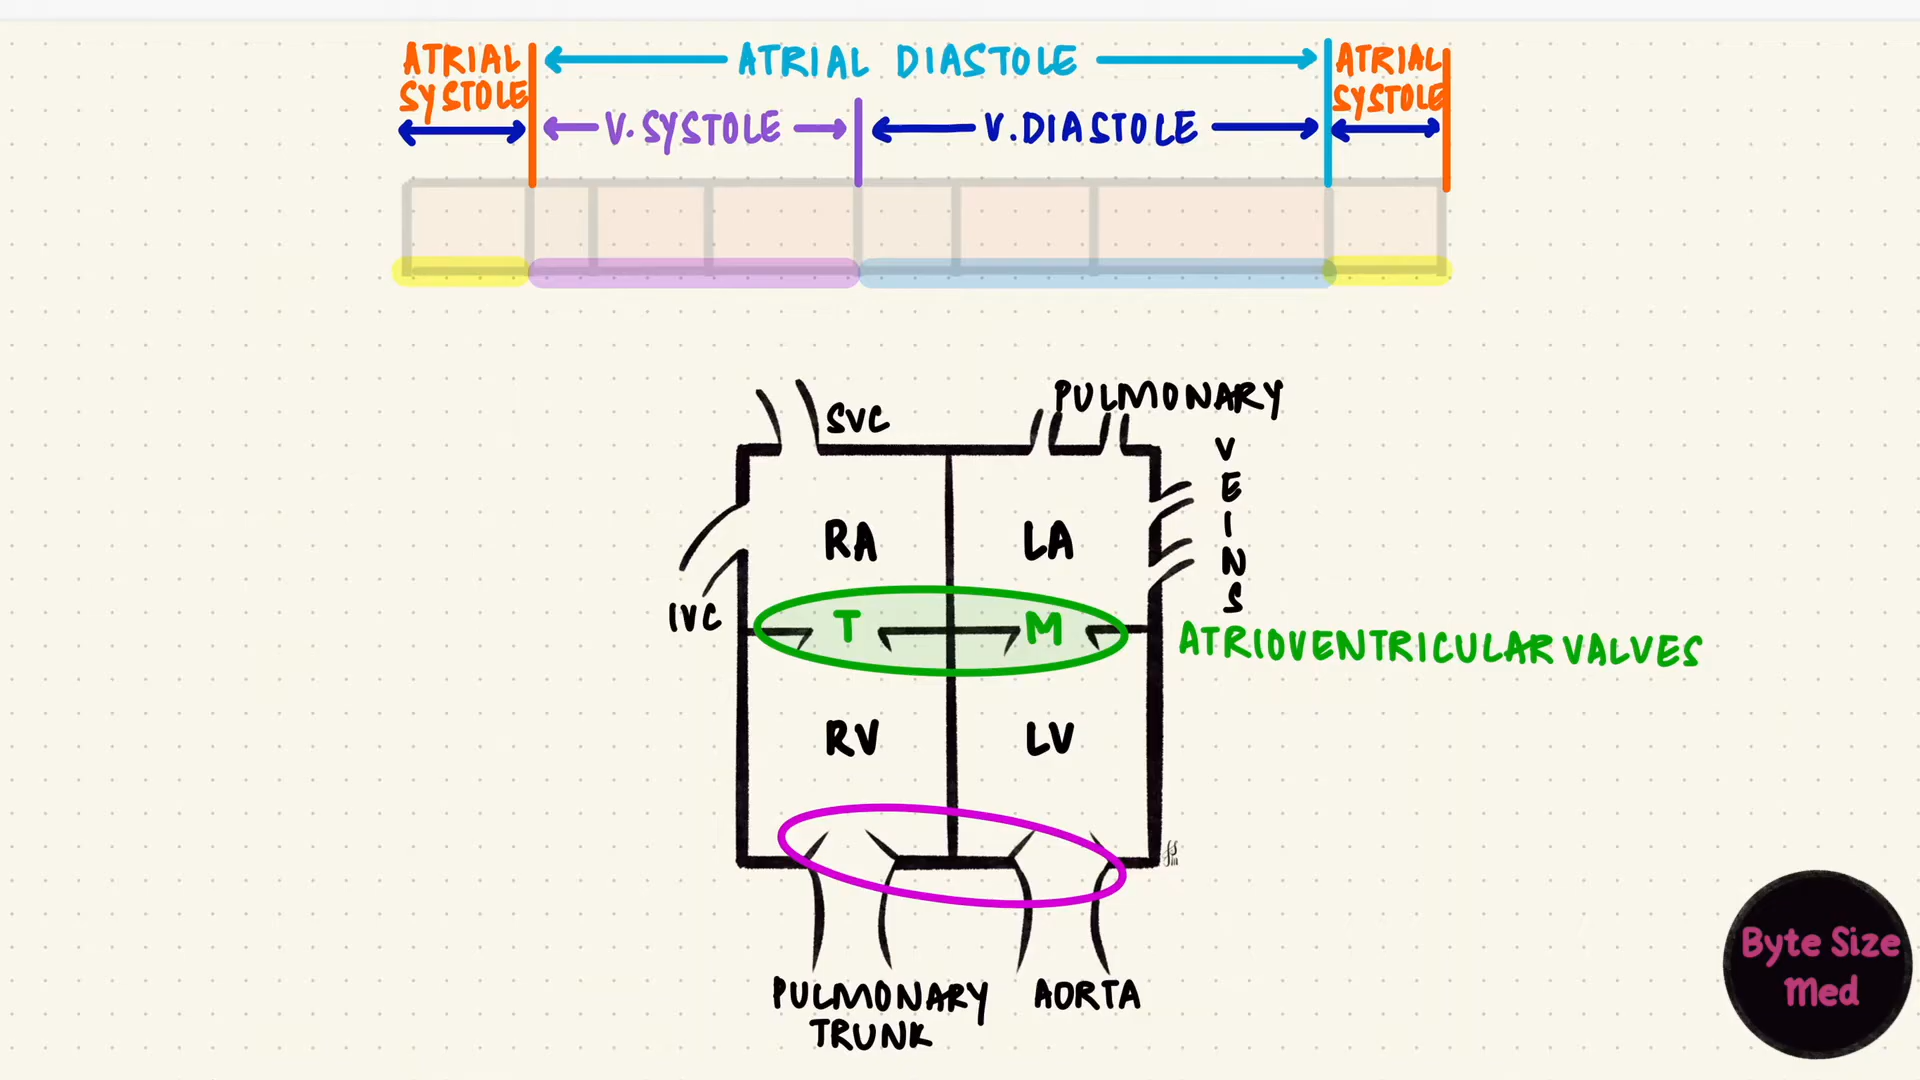 ATRIAL
SYSTOLE
ATRIAL DIASTOLE
ATRIAL
SYSTOLE
V.SYSTOLE
V.DIASTOLE
SVC
PULMONARY
VEINS
RA
LA
IVC
T
M
ATRIOVENTRICULAR VALVES
RV
LV
PULMONARY
TRUNK
AORTA
Byte Size
Med